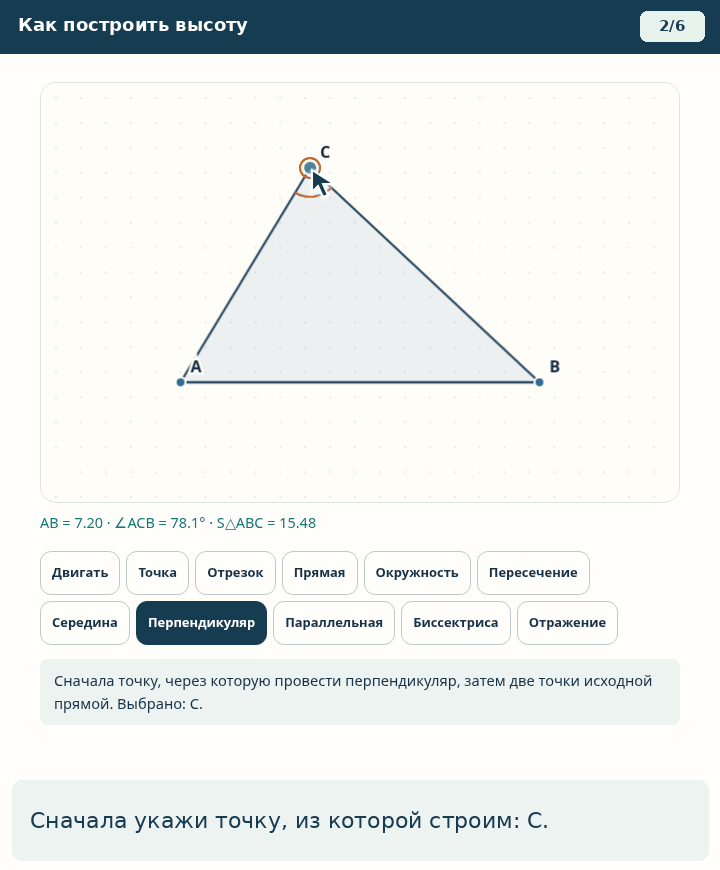 Как построить высоту
2/6
C
A
B
AB = 7.20 · ∠ACB = 78.1° · S△ABC = 15.48
Двигать
Точка
Отрезок
Прямая
Окружность
Пересечение
Середина
Перпендикуляр
Параллельная
Биссектриса
Отражение
Сначала точку, через которую провести перпендикуляр, затем две точки исходной
прямой. Выбрано: C.
Сначала укажи точку, из которой строим: C.